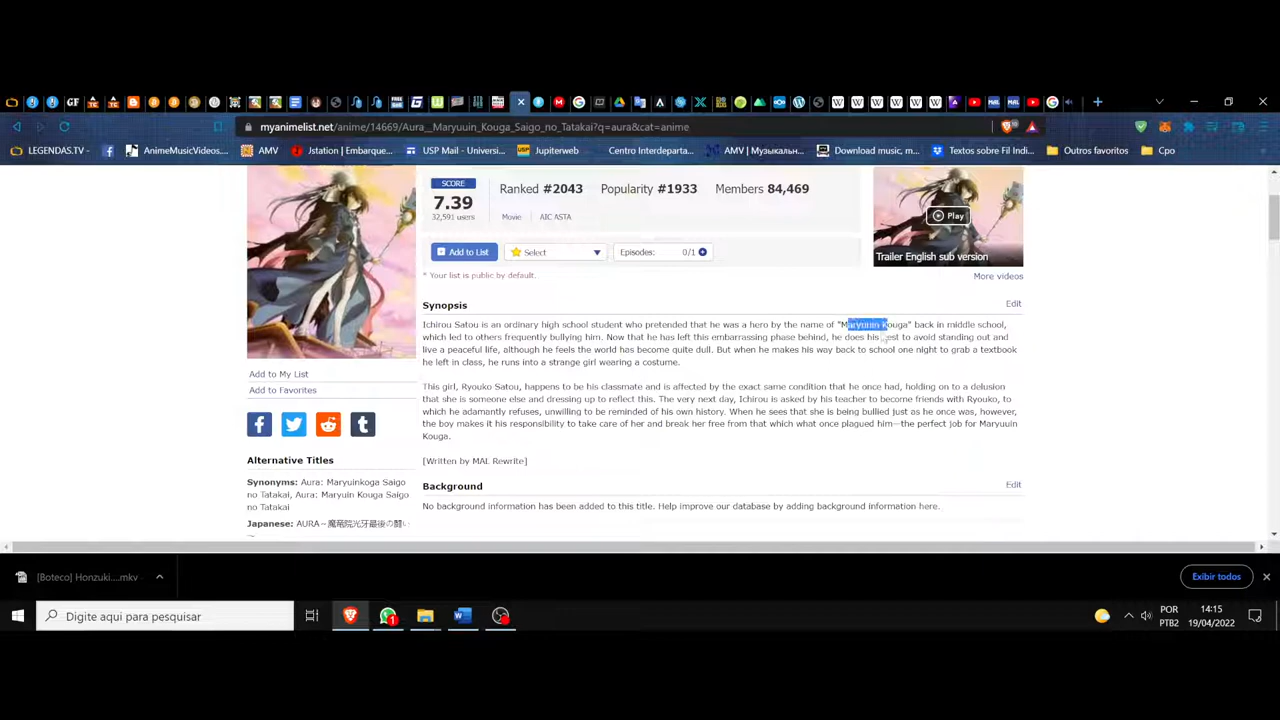 myanimelist.net/anime/14669/Aura__Maryuuin_Kouga_Saigo_no_Tatakai?q=aura&cat=anime
LEGENDAS.TV - AnimeMusicVideos... AMV Jstation | Embarque... USP Mail - Universi... Jupiterweb Centro Interdeparta... AMV | Музыкальн... Download music, m... Textos sobre Fil Indi... Outros favoritos Cpo
SCORE
7.39
32,591 users
Ranked #2043 Popularity #1933 Members 84,469
Movie AIC ASTA
Add to List Select Episodes: 0/1
* Your list is public by default.
Play
Trailer English sub version
More videos
Synopsis Edit
Ichirou Satou is an ordinary high school student who pretended that he was a hero by the name of "Maryuuin Kouga" back in middle school,
which led to others frequently bullying him. Now that he has left this embarrassing phase behind, he does his best to avoid standing out and
live a peaceful life, although he feels the world has become quite dull. But when he makes his way back to school one night to grab a textbook
he left in class, he runs into a strange girl wearing a costume.
This girl, Ryouko Satou, happens to be his classmate and is affected by the exact same condition that he once had, holding on to a delusion
that she is someone else and dressing up to reflect this. The very next day, Ichirou is asked by his teacher to become friends with Ryouko, to
which he adamantly refuses, unwilling to be reminded of his own history. When he sees that she is being bullied just as he once was, however,
the boy makes it his responsibility to take care of her and break her free from that which what once plagued him—the perfect job for Maryuuin
Kouga.
[Written by MAL Rewrite]
Background Edit
No background information has been added to this title. Help improve our database by adding background information here.
Add to My List
Add to Favorites
Alternative Titles
Synonyms: Aura: Maryuinkoga Saigo
no Tatakai, Aura: Maryuin Kouga Saigo
no Tatakai
Japanese: AURA～魔竜院光牙最後の闘い
[Boteco] Honzuki....mkv
Exibir todos
Digite aqui para pesquisar
POR
PTB2
14:15
19/04/2022